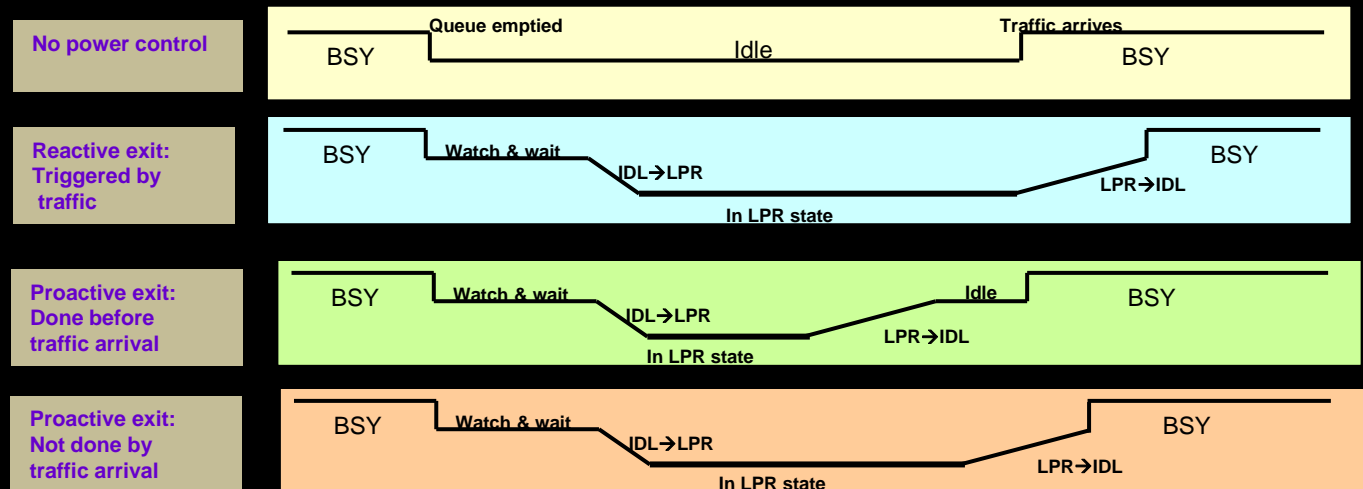 No power control
Queue emptied
Traffic arrives
BSY
Idle
BSY
Reactive exit:
Triggered by
traffic
BSY
Watch & wait
IDL→LPR
In LPR state
LPR→IDL
BSY
Proactive exit:
Done before
traffic arrival
BSY
Watch & wait
IDL→LPR
In LPR state
LPR→IDL
Idle
BSY
Proactive exit:
Not done by
traffic arrival
BSY
Watch & wait
IDL→LPR
In LPR state
LPR→IDL
BSY